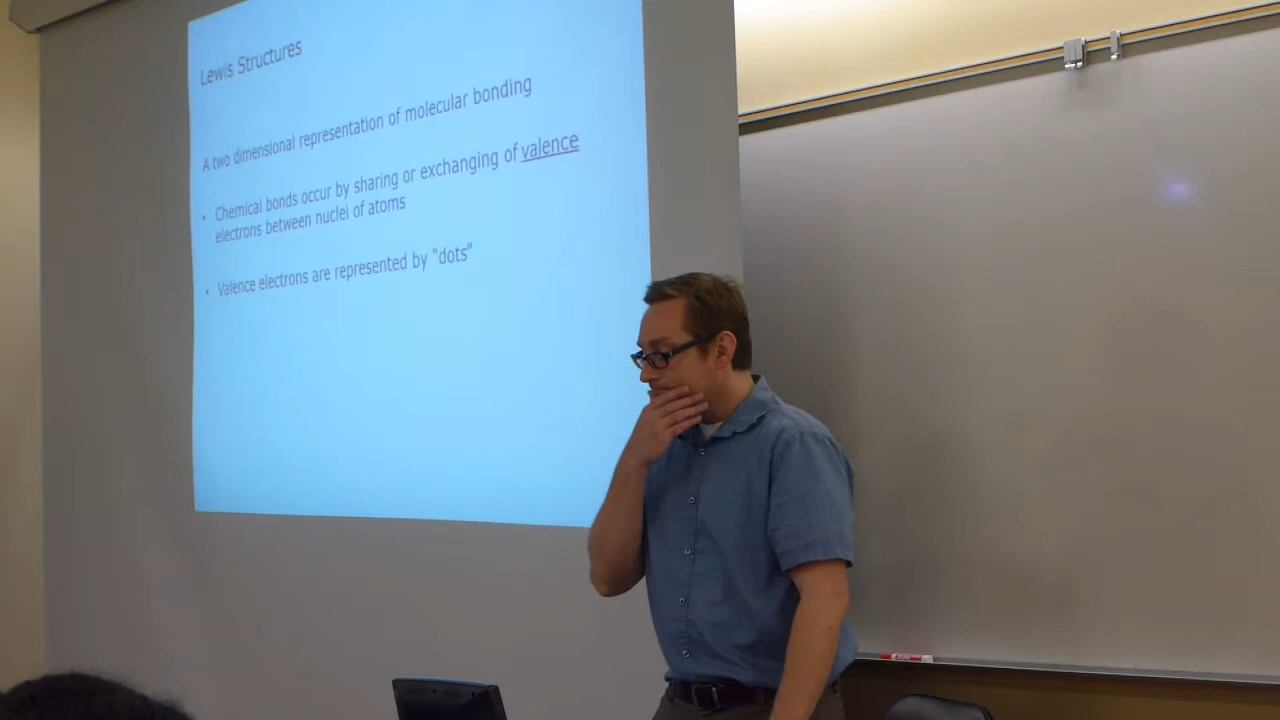 Lewis Structures
A two dimensional representation of molecular bonding
• Chemical bonds occur by sharing or exchanging of valence
electrons between nuclei of atoms
• Valence electrons are represented by “dots”